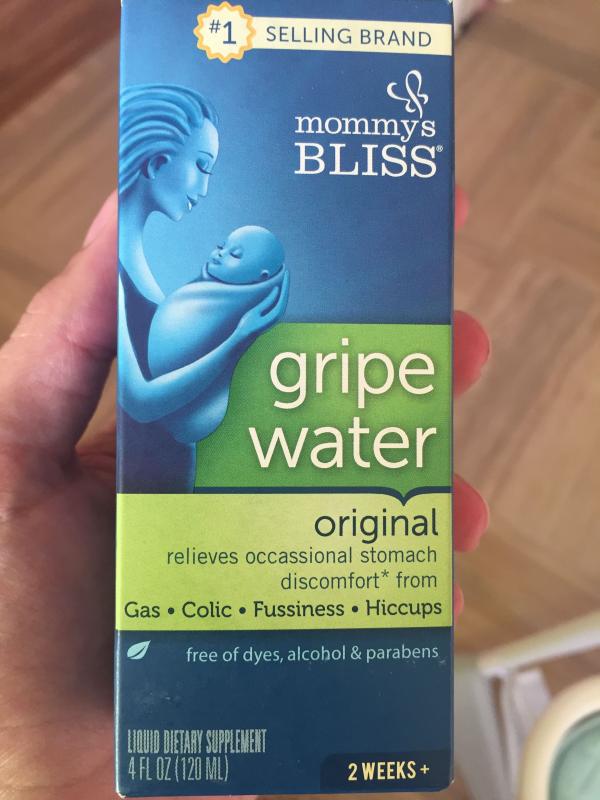 #1 SELLING BRAND
mommy's
BLISS®
gripe
water
original
relieves occassional stomach
discomfort* from
Gas • Colic • Fussiness • Hiccups
free of dyes, alcohol & parabens
LIQUID DIETARY SUPPLEMENT
4 FL OZ (120 ML)
2 WEEKS +